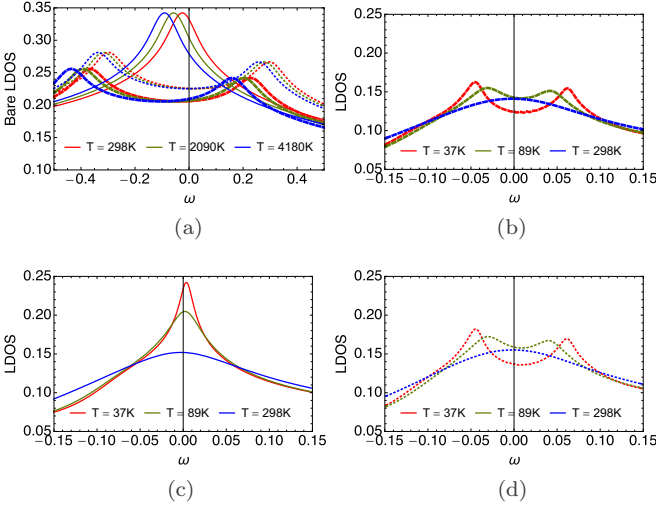 0.35
0.30
0.25
0.20
0.15
0.10
Bare LDOS
T = 298K T = 2090K T = 4180K
−0.4 −0.2 0.0 0.2 0.4
ω
(a)
0.20
0.15
0.10
0.05
LDOS
T = 37K T = 89K T = 298K
−0.15 −0.10 −0.05 0.00 0.05 0.10 0.15
ω
(b)
0.25
0.20
0.15
0.10
0.05
LDOS
T = 37K T = 89K T = 298K
−0.15 −0.10 −0.05 0.00 0.05 0.10 0.15
ω
(c)
0.25
0.20
0.15
0.10
0.05
LDOS
T = 37K T = 89K T = 298K
−0.15 −0.10 −0.05 0.00 0.05 0.10 0.15
ω
(d)